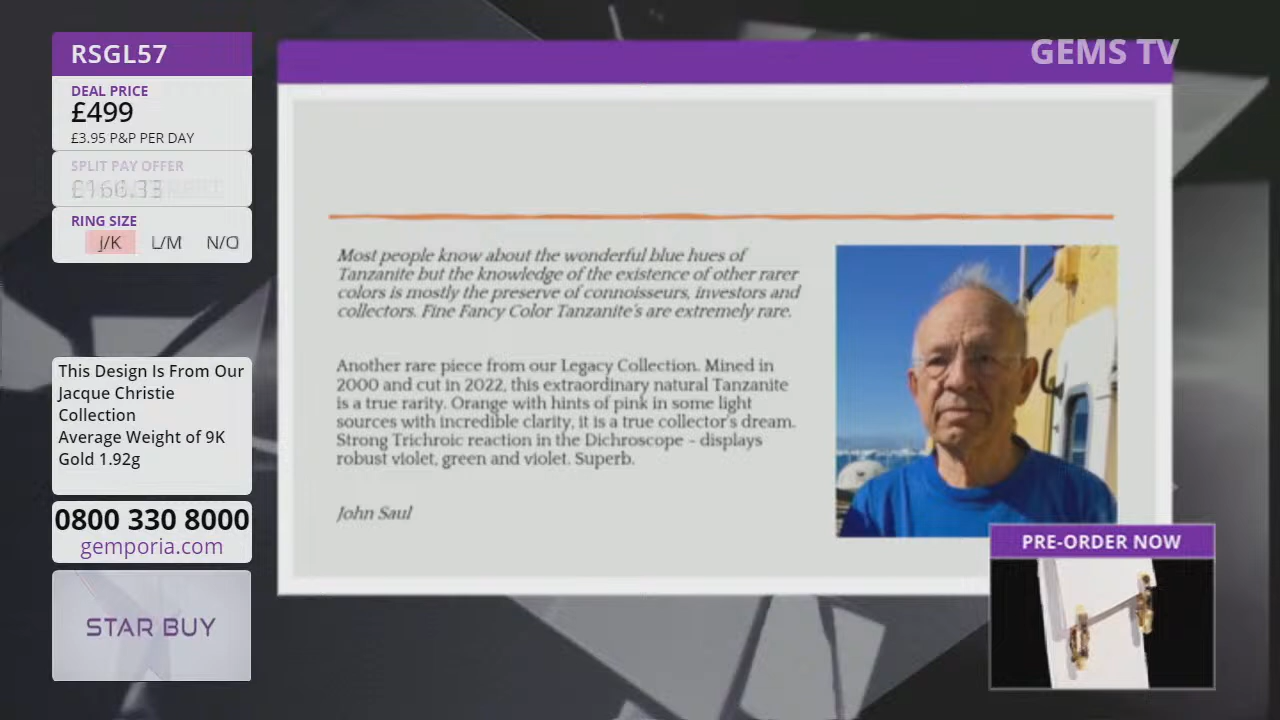 RSGL57
DEAL PRICE
£499
£3.95 P&P PER DAY
SPLIT PAY OFFER
£166.33
RING SIZE
J/K L/M N/O
This Design Is From Our
Jacque Christie
Collection
Average Weight of 9K
Gold 1.92g
0800 330 8000
gemporia.com
STAR BUY
GEMS TV
Most people know about the wonderful blue hues of
Tanzanite but the knowledge of the existence of other rarer
colors is mostly the preserve of connoisseurs, investors and
collectors. Fine Fancy Color Tanzanite's are extremely rare.
Another rare piece from our Legacy Collection. Mined in
2000 and cut in 2022, this extraordinary natural Tanzanite
is a true rarity. Orange with hints of pink in some light
sources with incredible clarity, it is a true collector's dream.
Strong Trichroic reaction in the Dichroscope – displays
robust violet, green and violet. Superb.
John Saul
PRE-ORDER NOW